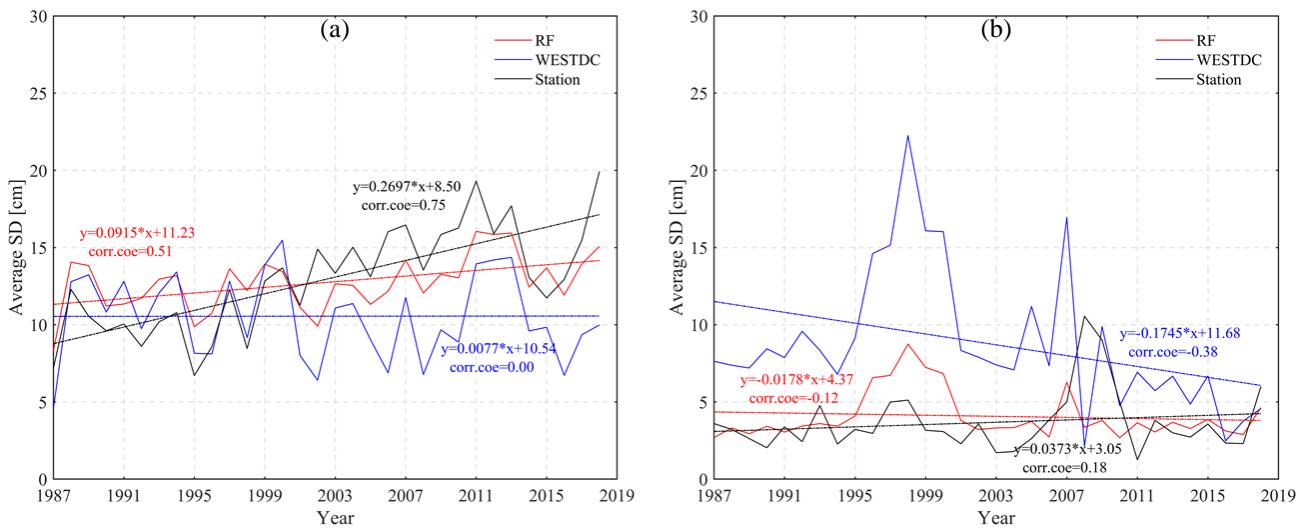 (a)
RF
WESTDC
Station
30
25
20
15
10
5
0
Average SD [cm]
y=0.2697*x+8.50
corr.coe=0.75
y=0.0915*x+11.23
corr.coe=0.51
y=0.0077*x+10.54
corr.coe=0.00
1987 1991 1995 1999 2003 2007 2011 2015 2019
Year
(b)
RF
WESTDC
Station
30
25
20
15
10
5
0
Average SD [cm]
y=-0.1745*x+11.68
corr.coe=-0.38
y=-0.0178*x+4.37
corr.coe=-0.12
y=0.0373*x+3.05
corr.coe=0.18
1987 1991 1995 1999 2003 2007 2011 2015 2019
Year